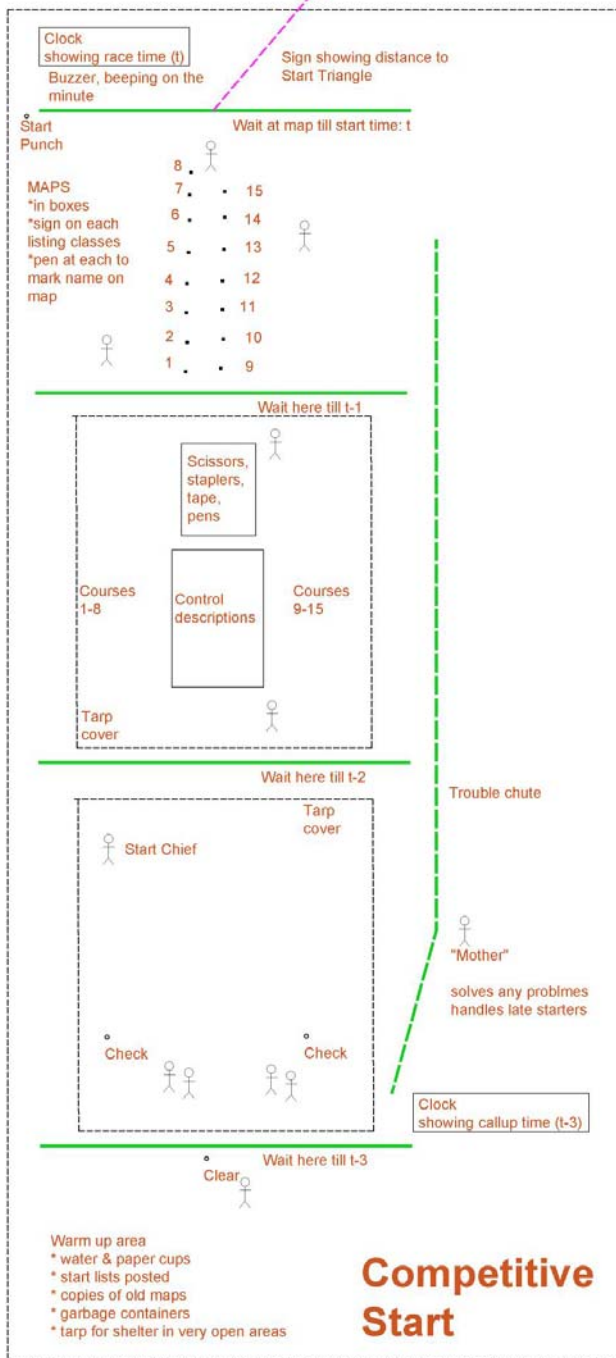 Clock
showing race time (t)
Buzzer, beeping on the
minute
Sign showing distance to
Start Triangle
Start
Punch
Wait at map till start time: t
MAPS
*in boxes
*sign on each
listing classes
*pen at each to
mark name on
map
8
7
6
5
4
3
2
1
15
14
13
12
11
10
9
Wait here till t-1
Scissors,
staplers,
tape,
pens
Courses
1-8
Control
descriptions
Courses
9-15
Tarp
cover
Wait here till t-2
Trouble chute
Tarp
cover
Start Chief
"Mother"
solves any problmes
handles late starters
Check
Check
Clock
showing callup time (t-3)
Wait here till t-3
Clear
Warm up area
* water & paper cups
* start lists posted
* copies of old maps
* garbage containers
* tarp for shelter in very open areas
Competitive
Start